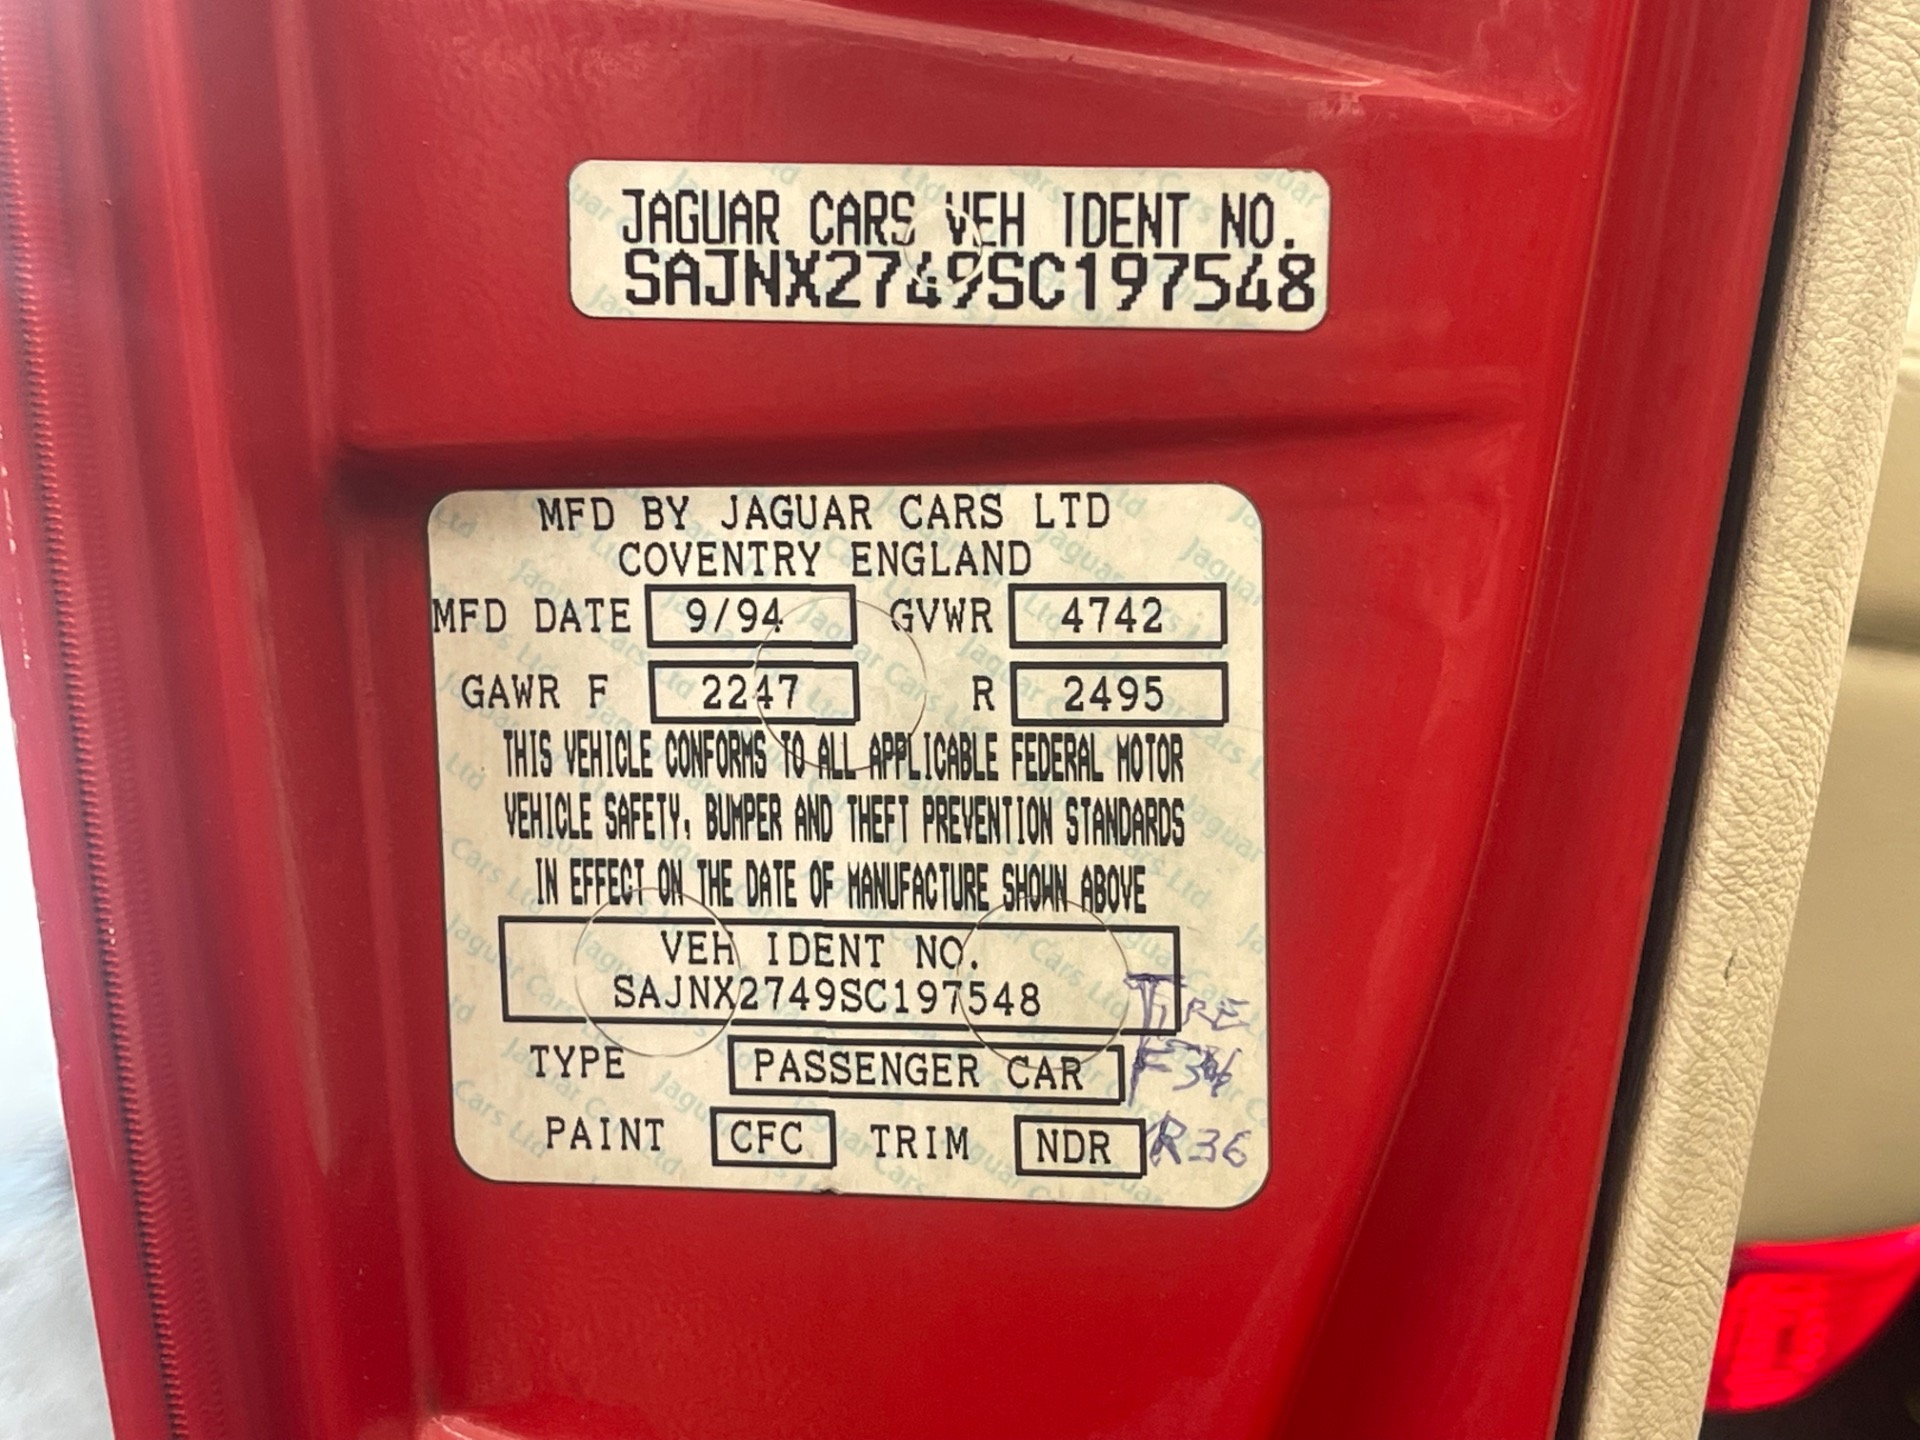 JAGUAR CARS VEH IDENT NO.
SAJNX2749SC197548
MFD BY JAGUAR CARS LTD
COVENTRY ENGLAND
MFD DATE 9/94 GVWR 4742
GAWR F 2247 R 2495
THIS VEHICLE CONFORMS TO ALL APPLICABLE FEDERAL MOTOR
VEHICLE SAFETY, BUMPER AND THEFT PREVENTION STANDARDS
IN EFFECT ON THE DATE OF MANUFACTURE SHOWN ABOVE
VEH IDENT NO.
SAJNX2749SC197548
TIRE
TYPE PASSENGER CAR
PAINT CFC TRIM NDR
R36